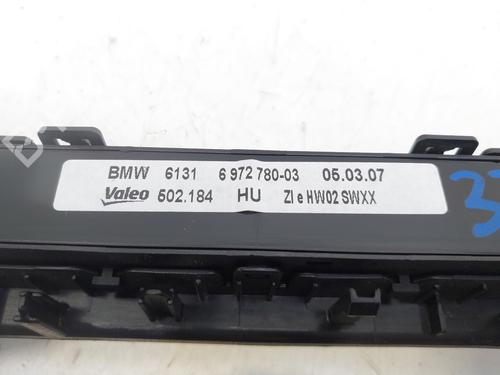 BMW 6131 6 972 780-03 05.03.07
Valeo 502.184 HU ZI e HW02 SWXX